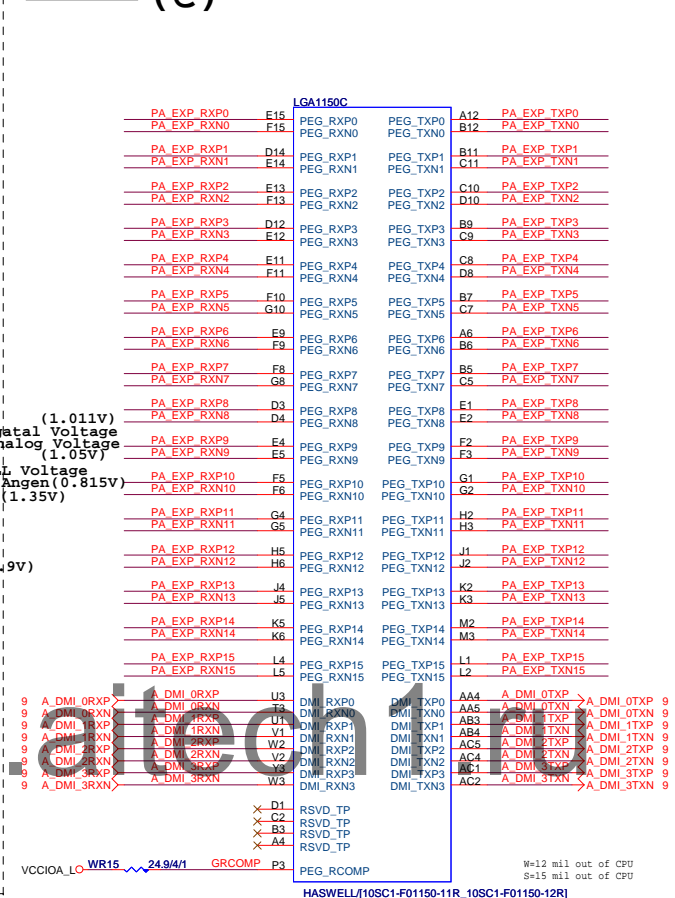 (C)
LGA1150C
PA_EXP_RXP0 E15 PEG_RXP0 PEG_TXP0 A12 PA_EXP_TXP0
PA_EXP_RXN0 F15 PEG_RXN0 PEG_TXN0 B12 PA_EXP_TXN0
PA_EXP_RXP1 D14 PEG_RXP1 PEG_TXP1 B11 PA_EXP_TXP1
PA_EXP_RXN1 E14 PEG_RXN1 PEG_TXN1 C11 PA_EXP_TXN1
PA_EXP_RXP2 E13 PEG_RXP2 PEG_TXP2 C10 PA_EXP_TXP2
PA_EXP_RXN2 F13 PEG_RXN2 PEG_TXN2 D10 PA_EXP_TXN2
PA_EXP_RXP3 D12 PEG_RXP3 PEG_TXP3 B9 PA_EXP_TXP3
PA_EXP_RXN3 E12 PEG_RXN3 PEG_TXN3 C9 PA_EXP_TXN3
PA_EXP_RXP4 E11 PEG_RXP4 PEG_TXP4 C8 PA_EXP_TXP4
PA_EXP_RXN4 F11 PEG_RXN4 PEG_TXN4 D8 PA_EXP_TXN4
PA_EXP_RXP5 F10 PEG_RXP5 PEG_TXP5 B7 PA_EXP_TXP5
PA_EXP_RXN5 G10 PEG_RXN5 PEG_TXN5 C7 PA_EXP_TXN5
PA_EXP_RXP6 E9 PEG_RXP6 PEG_TXP6 A6 PA_EXP_TXP6
PA_EXP_RXN6 F9 PEG_RXN6 PEG_TXN6 B6 PA_EXP_TXN6
PA_EXP_RXP7 F8 PEG_RXP7 PEG_TXP7 B5 PA_EXP_TXP7
PA_EXP_RXN7 G8 PEG_RXN7 PEG_TXN7 C5 PA_EXP_TXN7
PA_EXP_RXP8 D3 PEG_RXP8 PEG_TXP8 E1 PA_EXP_TXP8
PA_EXP_RXN8 D4 PEG_RXN8 PEG_TXN8 E2 PA_EXP_TXN8
(1.011V)
gatal Voltage
nalog Voltage
(1.05V)
PA_EXP_RXP9 E4 PEG_RXP9 PEG_TXP9 F2 PA_EXP_TXP9
PA_EXP_RXN9 E5 PEG_RXN9 PEG_TXN9 F3 PA_EXP_TXN9
L Voltage
Angen(0.815V)
(1.35V)
PA_EXP_RXP10 F5 PEG_RXP10 PEG_TXP10 G1 PA_EXP_TXP10
PA_EXP_RXN10 F6 PEG_RXN10 PEG_TXN10 G2 PA_EXP_TXN10
PA_EXP_RXP11 G4 PEG_RXP11 PEG_TXP11 H2 PA_EXP_TXP11
PA_EXP_RXN11 G5 PEG_RXN11 PEG_TXN11 H3 PA_EXP_TXN11
PA_EXP_RXP12 H5 PEG_RXP12 PEG_TXP12 J1 PA_EXP_TXP12
PA_EXP_RXN12 H6 PEG_RXN12 PEG_TXN12 J2 PA_EXP_TXN12
.9V)
PA_EXP_RXP13 J4 PEG_RXP13 PEG_TXP13 K2 PA_EXP_TXP13
PA_EXP_RXN13 J5 PEG_RXN13 PEG_TXN13 K3 PA_EXP_TXN13
PA_EXP_RXP14 K5 PEG_RXP14 PEG_TXP14 M2 PA_EXP_TXP14
PA_EXP_RXN14 K6 PEG_RXN14 PEG_TXN14 M3 PA_EXP_TXN14
PA_EXP_RXP15 L4 PEG_RXP15 PEG_TXP15 L1 PA_EXP_TXP15
PA_EXP_RXN15 L5 PEG_RXN15 PEG_TXN15 L2 PA_EXP_TXN15
9 A_DMI_0RXP A_DMI_0RXP U3 DMI_RXP0 DMI_TXP0 AA4 A_DMI_0TXP A_DMI_0TXP 9
9 A_DMI_0RXN A_DMI_0RXN T3 DMI_RXN0 DMI_TXN0 AA5 A_DMI_0TXN A_DMI_0TXN 9
9 A_DMI_1RXP A_DMI_1RXP U1 DMI_RXP1 DMI_TXP1 AB3 A_DMI_1TXP A_DMI_1TXP 9
9 A_DMI_1RXN A_DMI_1RXN V1 DMI_RXN1 DMI_TXN1 AB4 A_DMI_1TXN A_DMI_1TXN 9
9 A_DMI_2RXP A_DMI_2RXP W2 DMI_RXP2 DMI_TXP2 AC5 A_DMI_2TXP A_DMI_2TXP 9
9 A_DMI_2RXN A_DMI_2RXN V2 DMI_RXN2 DMI_TXN2 AC4 A_DMI_2TXN A_DMI_2TXN 9
9 A_DMI_3RXP A_DMI_3RXP Y3 DMI_RXP3 DMI_TXP3 AC1 A_DMI_3TXP A_DMI_3TXP 9
9 A_DMI_3RXN A_DMI_3RXN W3 DMI_RXN3 DMI_TXN3 AC2 A_DMI_3TXN A_DMI_3TXN 9
.aitech1.ru
D1 RSVD_TP
C2 RSVD_TP
B3 RSVD_TP
A4 RSVD_TP
VCCIOA_L WR15 24.9/4/1 GRCOMP P3 PEG_RCOMP
W=12 mil out of CPU
S=15 mil out of CPU
HASWELL/[10SC1-F01150-11R_10SC1-F01150-12R]